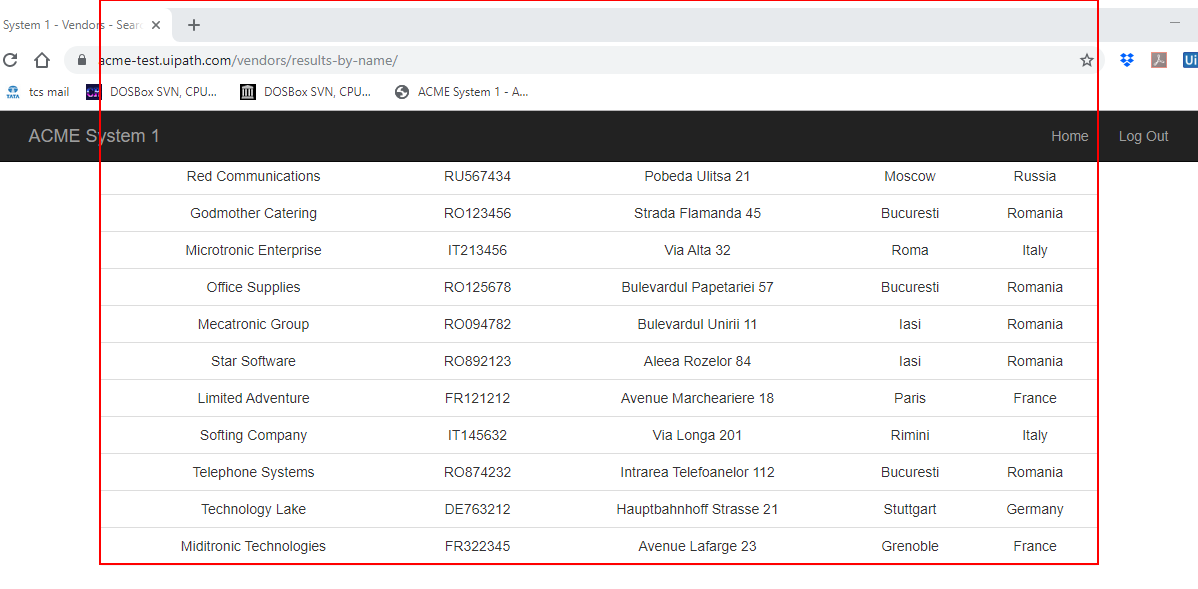 System 1 - Vendors - Sear
acme-test.uipath.com/vendors/results-by-name/
Ui
TATA tcs mail DOSBox SVN, CPU... DOSBox SVN, CPU... ACME System 1 - A...
ACME System 1 Home Log Out
Red Communications RU567434 Pobeda Ulitsa 21 Moscow Russia
Godmother Catering RO123456 Strada Flamanda 45 Bucuresti Romania
Microtronic Enterprise IT213456 Via Alta 32 Roma Italy
Office Supplies RO125678 Bulevardul Papetariei 57 Bucuresti Romania
Mecatronic Group RO094782 Bulevardul Unirii 11 Iasi Romania
Star Software RO892123 Aleea Rozelor 84 Iasi Romania
Limited Adventure FR121212 Avenue Marcheariere 18 Paris France
Softing Company IT145632 Via Longa 201 Rimini Italy
Telephone Systems RO874232 Intrarea Telefoanelor 112 Bucuresti Romania
Technology Lake DE763212 Hauptbahnhoff Strasse 21 Stuttgart Germany
Miditronic Technologies FR322345 Avenue Lafarge 23 Grenoble France